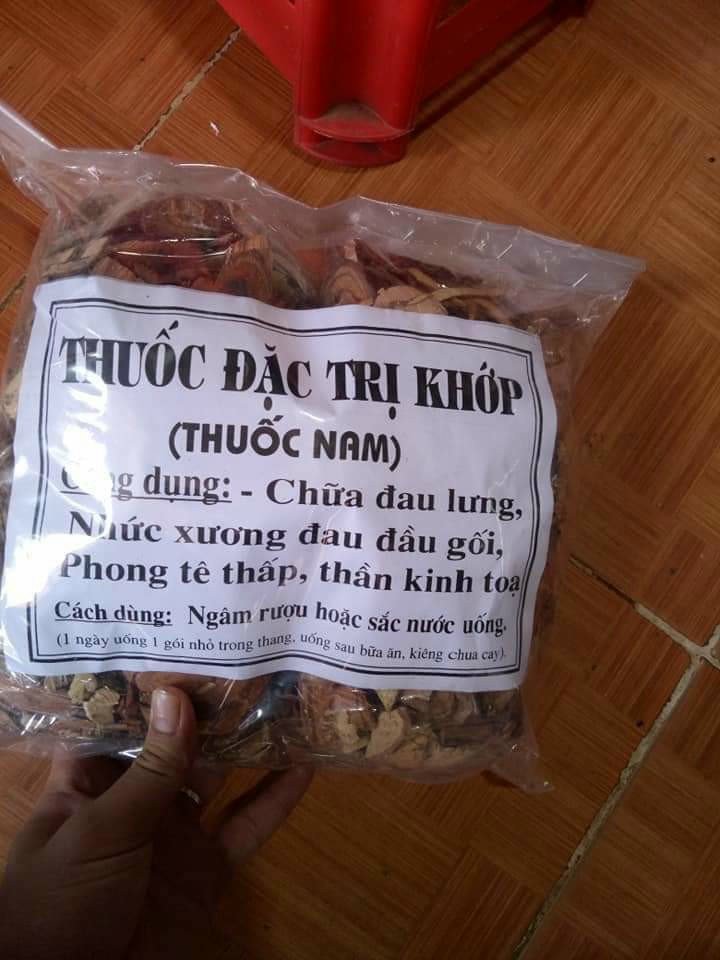 THUỐC ĐẶC TRỊ KHỚP
(THUỐC NAM)
Công dụng: - Chữa đau lưng,
Nhức xương đau đầu gối,
Phong tê thấp, thần kinh toạ
Cách dùng: Ngâm rượu hoặc sắc nước uống.
(1 ngày uống 1 gói nhỏ trong thang, uống sau bữa ăn, kiêng chua cay).